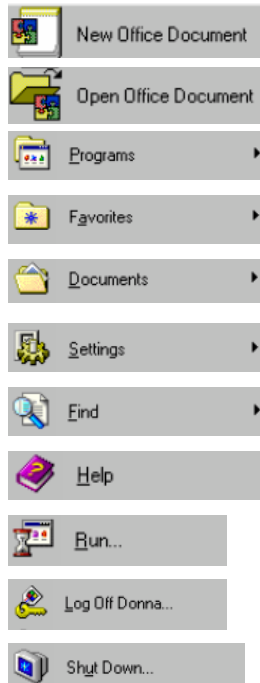 New Office Document
Open Office Document
Programs
Favorites
Documents
Settings
Find
Help
Run...
Log Off Donna...
Shut Down...